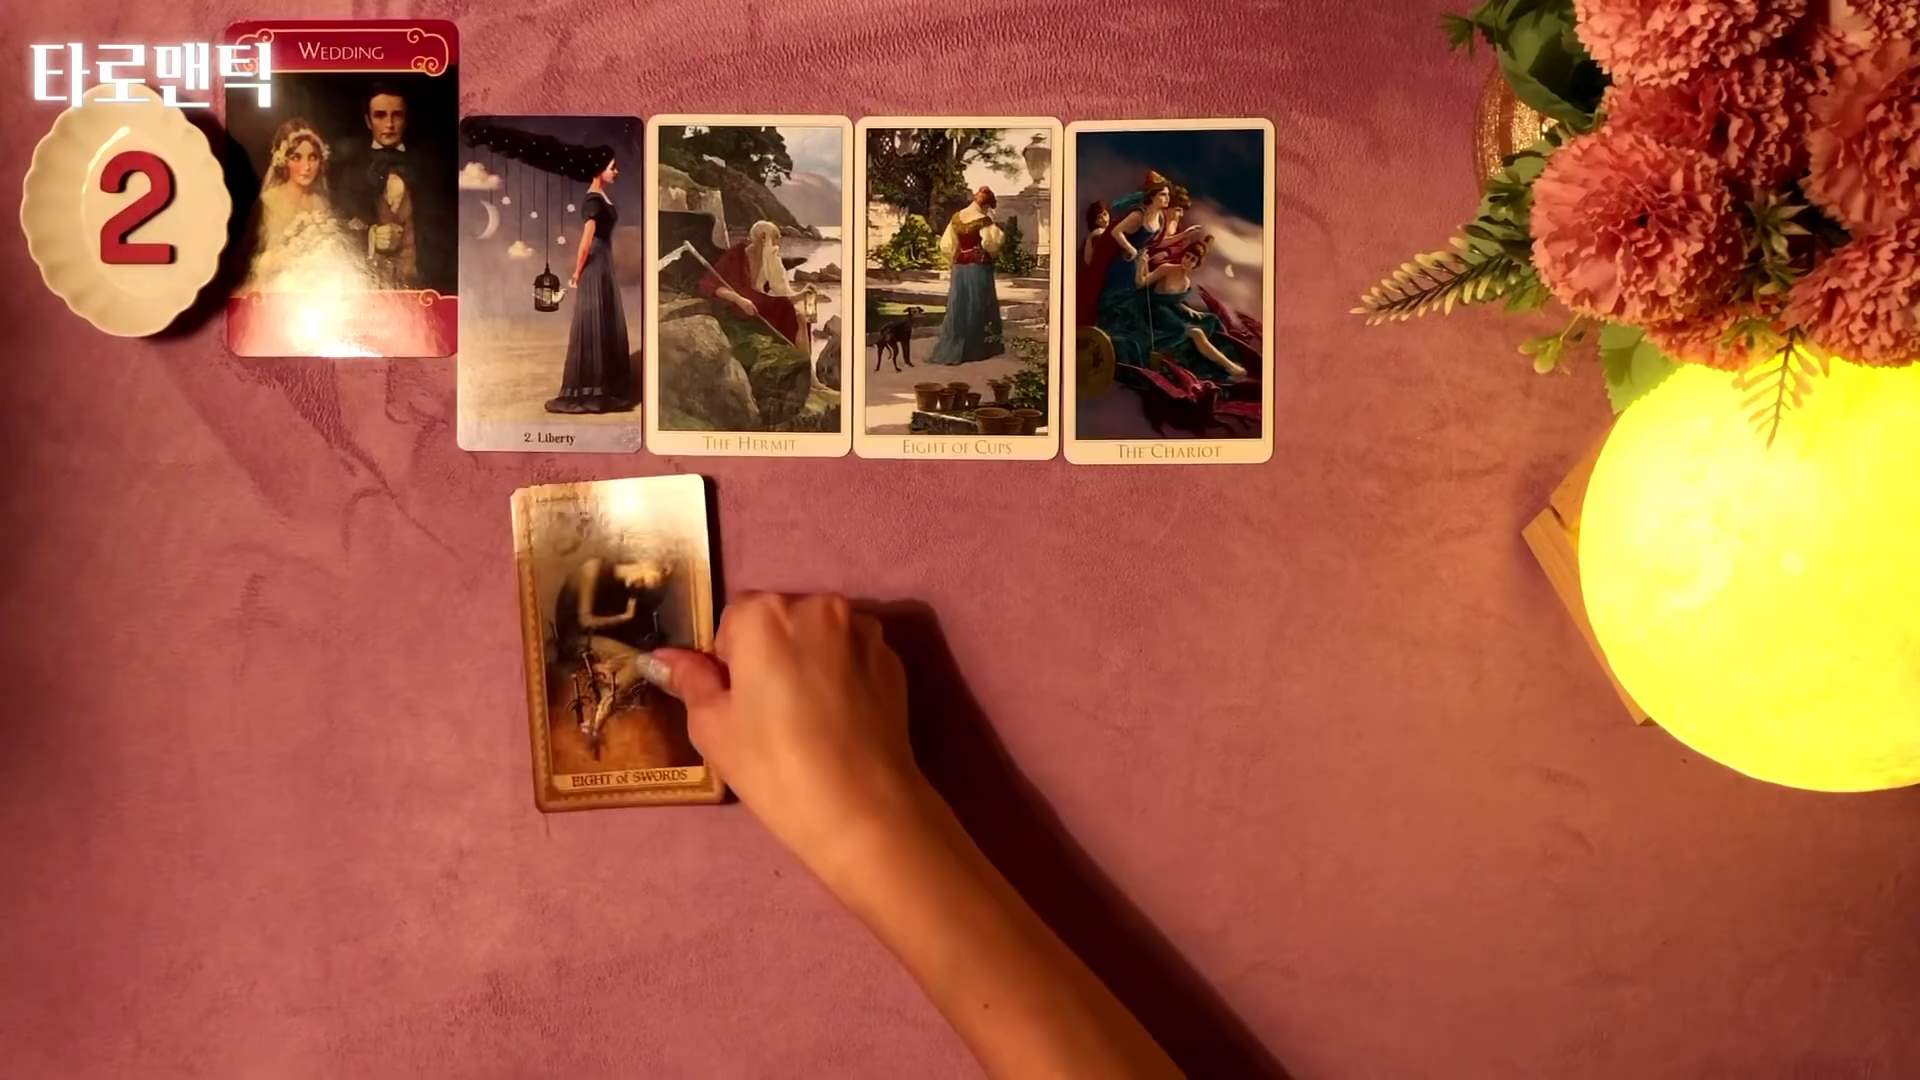 타로맨틱
WEDDING
2
2. Liberty
THE HERMIT
EIGHT OF CUPS
THE CHARIOT
EIGHT of SWORDS